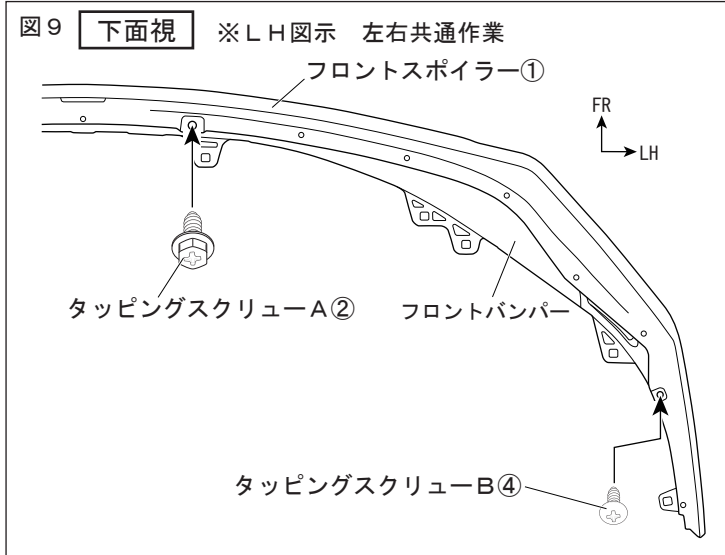 図９ 下面視 ※ＬＨ図示 左右共通作業
フロントスポイラー①
FR
LH
タッピングスクリューＡ②
フロントバンパー
タッピングスクリューＢ④